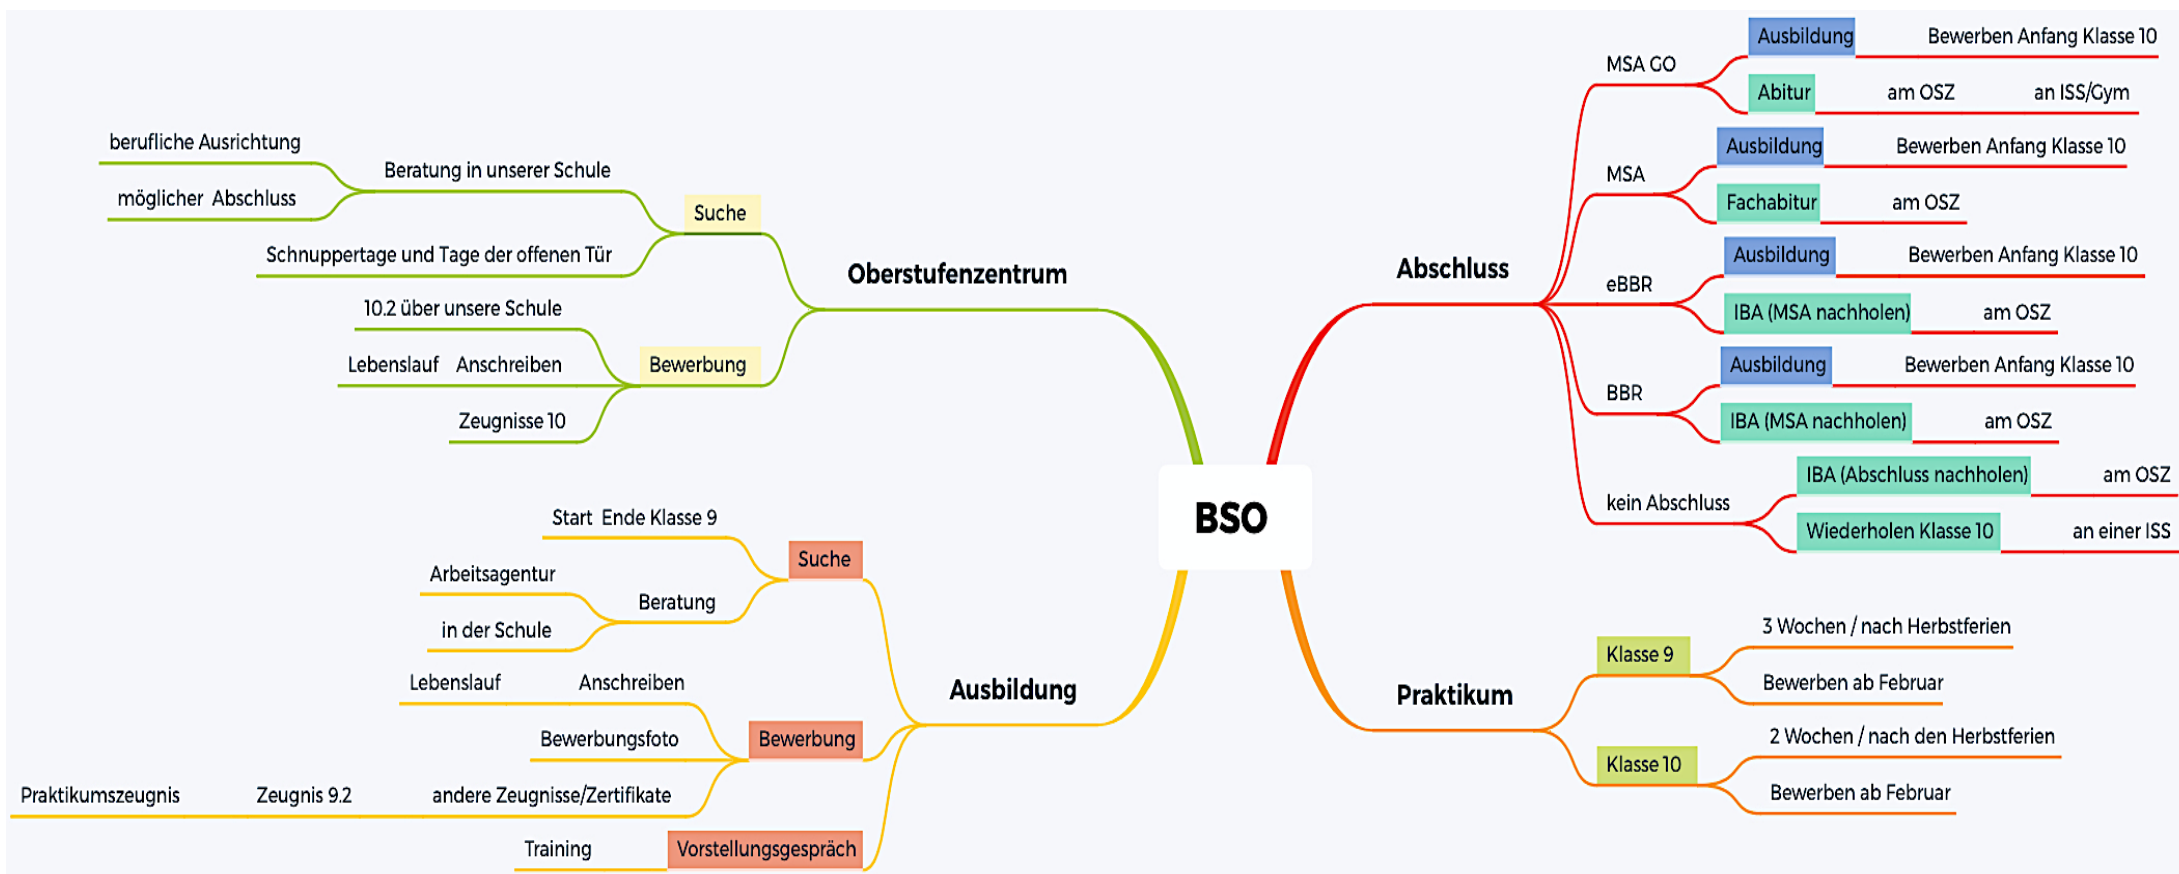 BSO
Oberstufenzentrum
Suche
Beratung in unserer Schule
berufliche Ausrichtung
möglicher Abschluss
Schnuppertage und Tage der offenen Tür
Bewerbung
10.2 über unsere Schule
Lebenslauf Anschreiben
Zeugnisse 10
Ausbildung
Suche
Start Ende Klasse 9
Beratung
Arbeitsagentur
in der Schule
Bewerbung
Lebenslauf Anschreiben
Bewerbungsfoto
Praktikumszeugnis Zeugnis 9.2 andere Zeugnisse/Zertifikate
Vorstellungsgespräch
Training
Abschluss
MSA GO
Ausbildung Bewerben Anfang Klasse 10
Abitur am OSZ an ISS/Gym
MSA
Ausbildung Bewerben Anfang Klasse 10
Fachabitur am OSZ
eBBR
Ausbildung Bewerben Anfang Klasse 10
IBA (MSA nachholen) am OSZ
BBR
Ausbildung Bewerben Anfang Klasse 10
IBA (MSA nachholen) am OSZ
kein Abschluss
IBA (Abschluss nachholen) am OSZ
Wiederholen Klasse 10 an einer ISS
Praktikum
Klasse 9
3 Wochen / nach Herbstferien
Bewerben ab Februar
Klasse 10
2 Wochen / nach den Herbstferien
Bewerben ab Februar